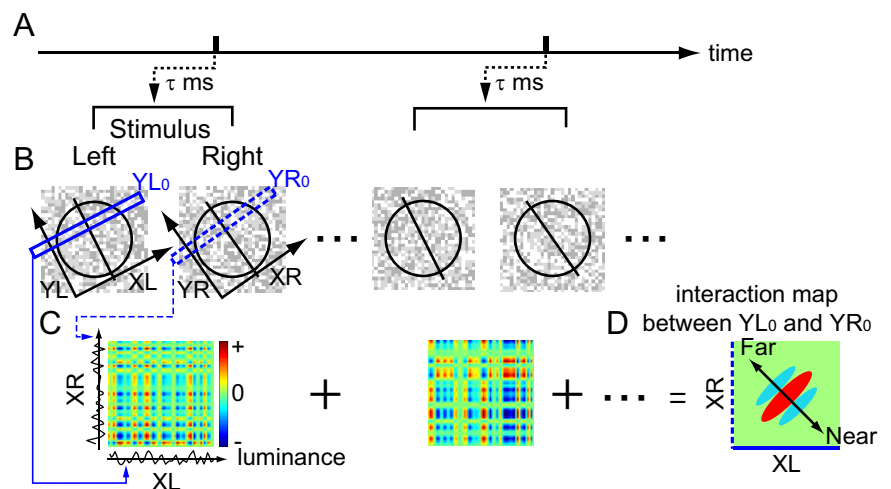 A
time
τ ms
τ ms
Stimulus
B
Left
Right
YL0
YR0
YL
XL
YR
XR
...
...
C
D
interaction map
between YL0 and YR0
XR
+
0
-
luminance
XL
+
+
...
=
Far
Near
XR
XL